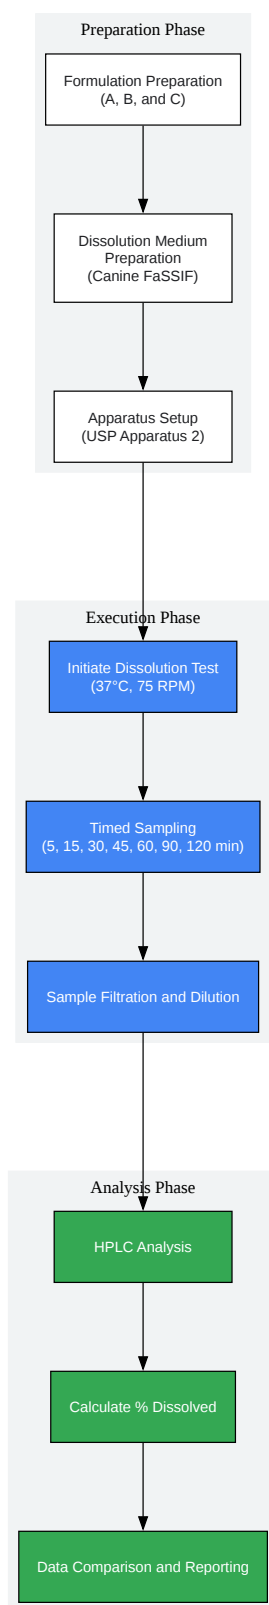 Preparation Phase
Formulation Preparation
(A, B, and C)
Dissolution Medium
Preparation
(Canine FaSSIF)
Apparatus Setup
(USP Apparatus 2)
Execution Phase
Initiate Dissolution Test
(37°C, 75 RPM)
Timed Sampling
(5, 15, 30, 45, 60, 90, 120 min)
Sample Filtration and Dilution
Analysis Phase
HPLC Analysis
Calculate % Dissolved
Data Comparison and Reporting